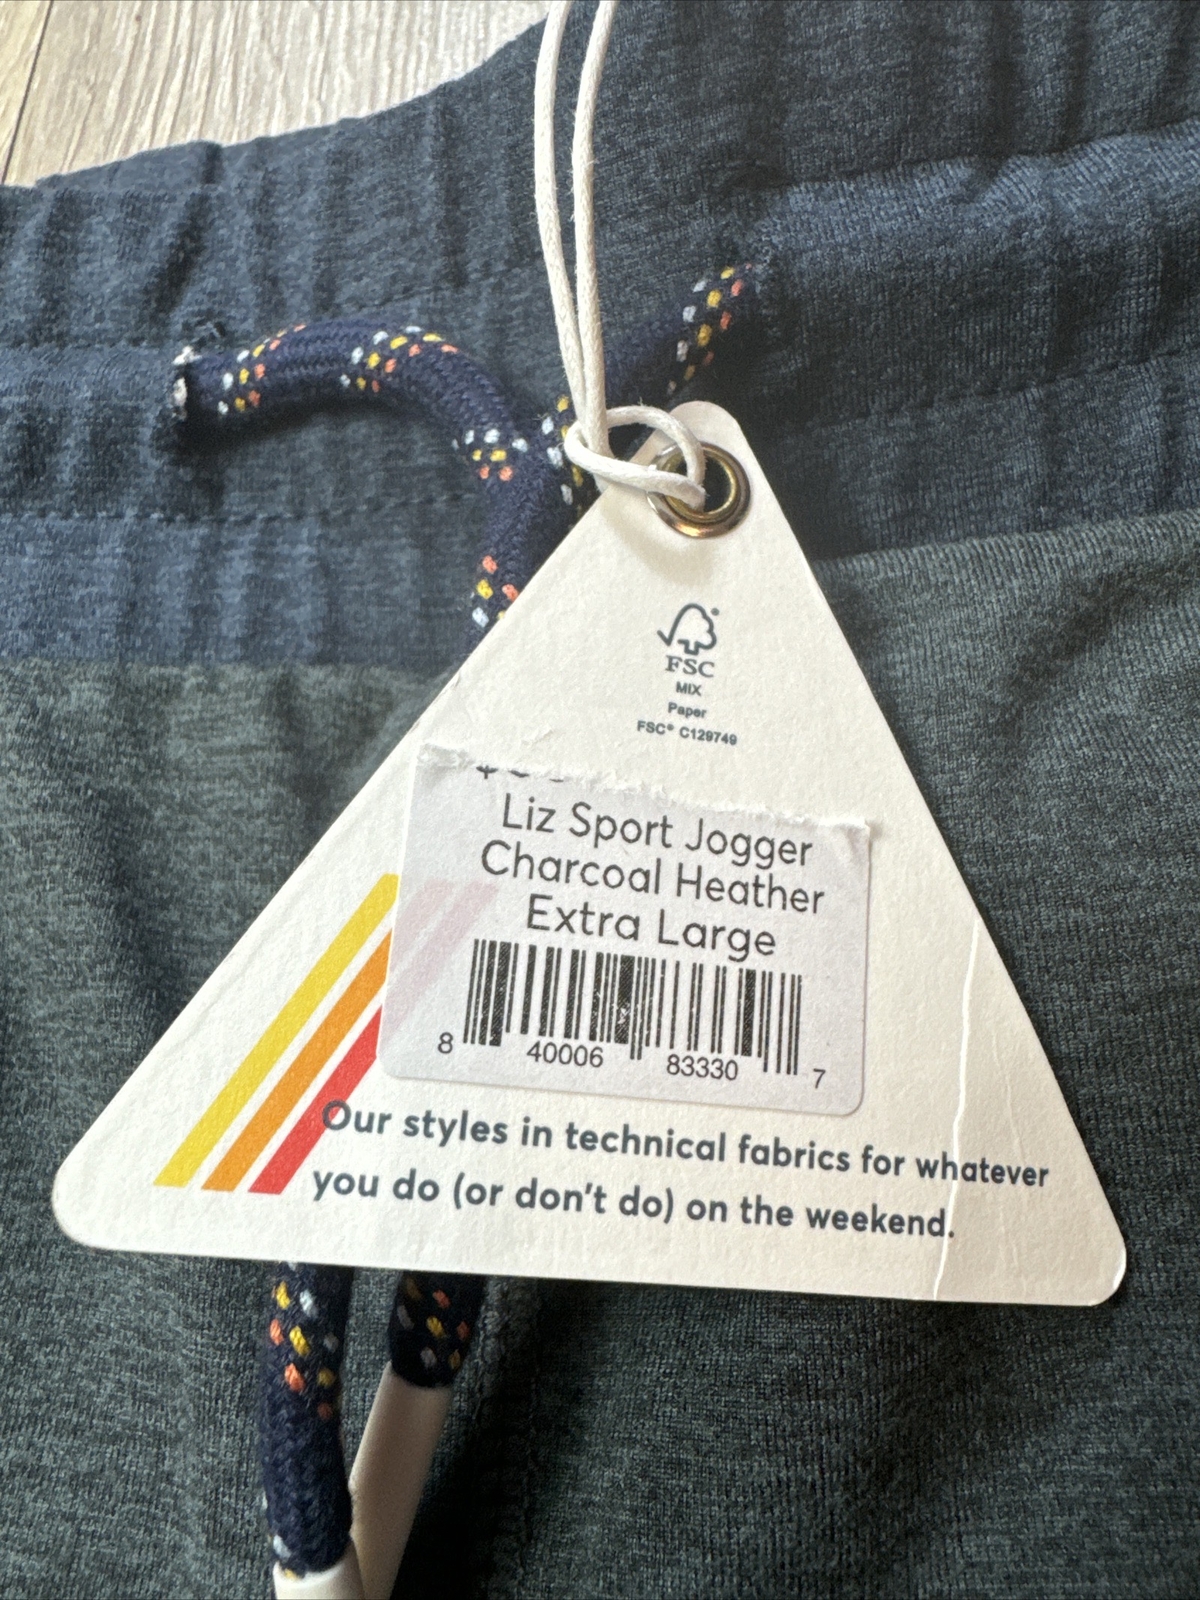 FSC
MIX
Paper
FSC® C129749
Liz Sport Jogger
Charcoal Heather
Extra Large
8 40006 83330 7
Our styles in technical fabrics for whatever
you do (or don't do) on the weekend.